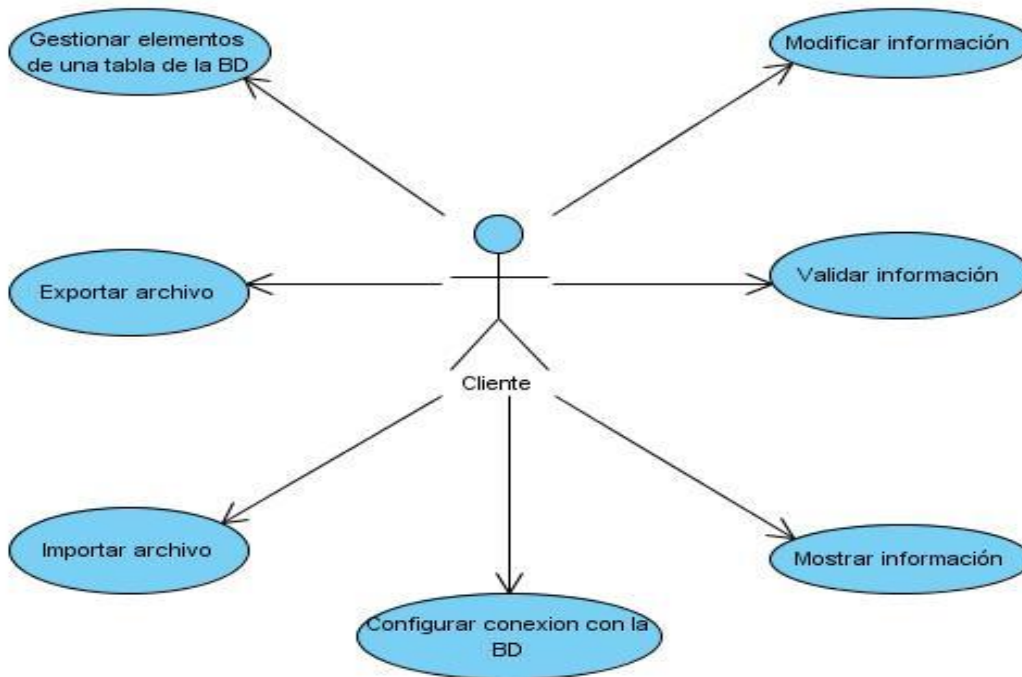 Gestionar elementos
de una tabla de la BD
Modificar información
Exportar archivo
Validar información
Cliente
Importar archivo
Mostrar información
Configurar conexion con la
BD